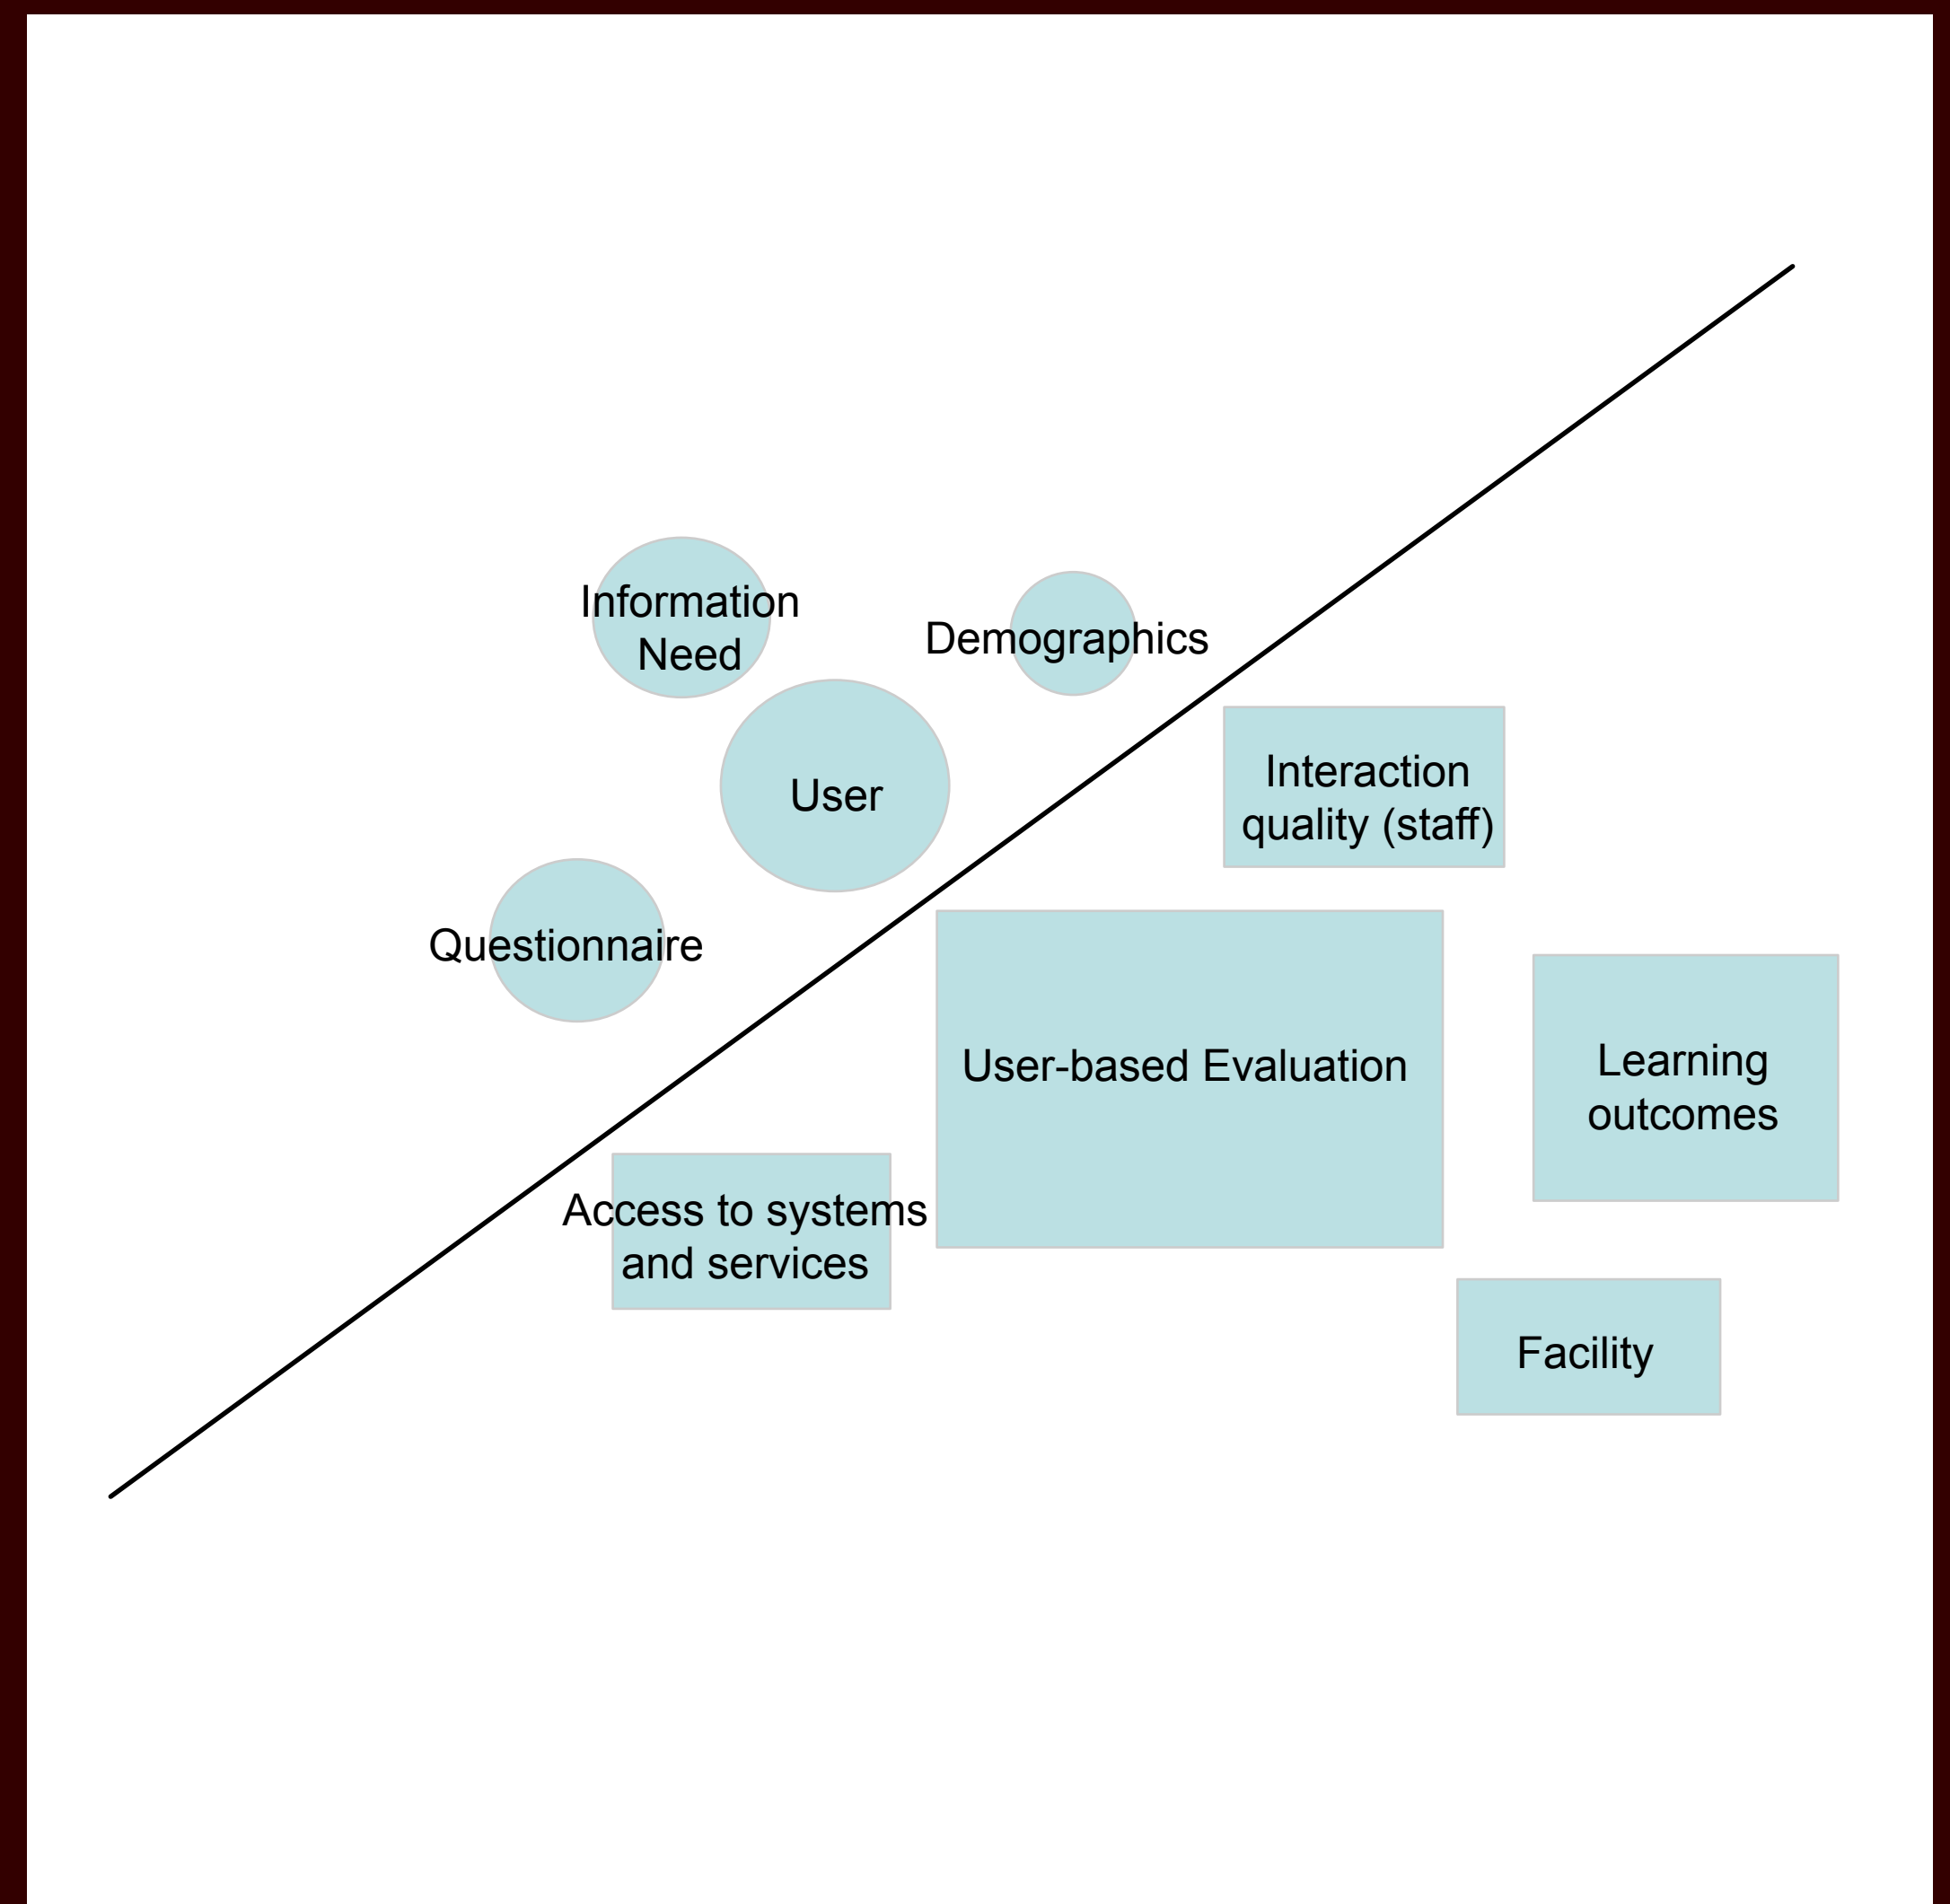 Information
Need
Demographics
User
Interaction
quality (staff)
Questionnaire
User-based Evaluation
Learning
outcomes
Access to systems
and services
Facility